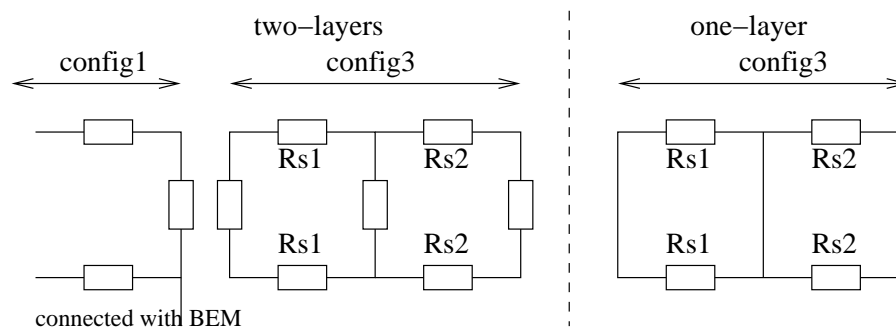 two−layers
one−layer
config1
config3
config3
Rs1
Rs2
Rs1
Rs2
Rs1
Rs2
Rs1
Rs2
connected with BEM